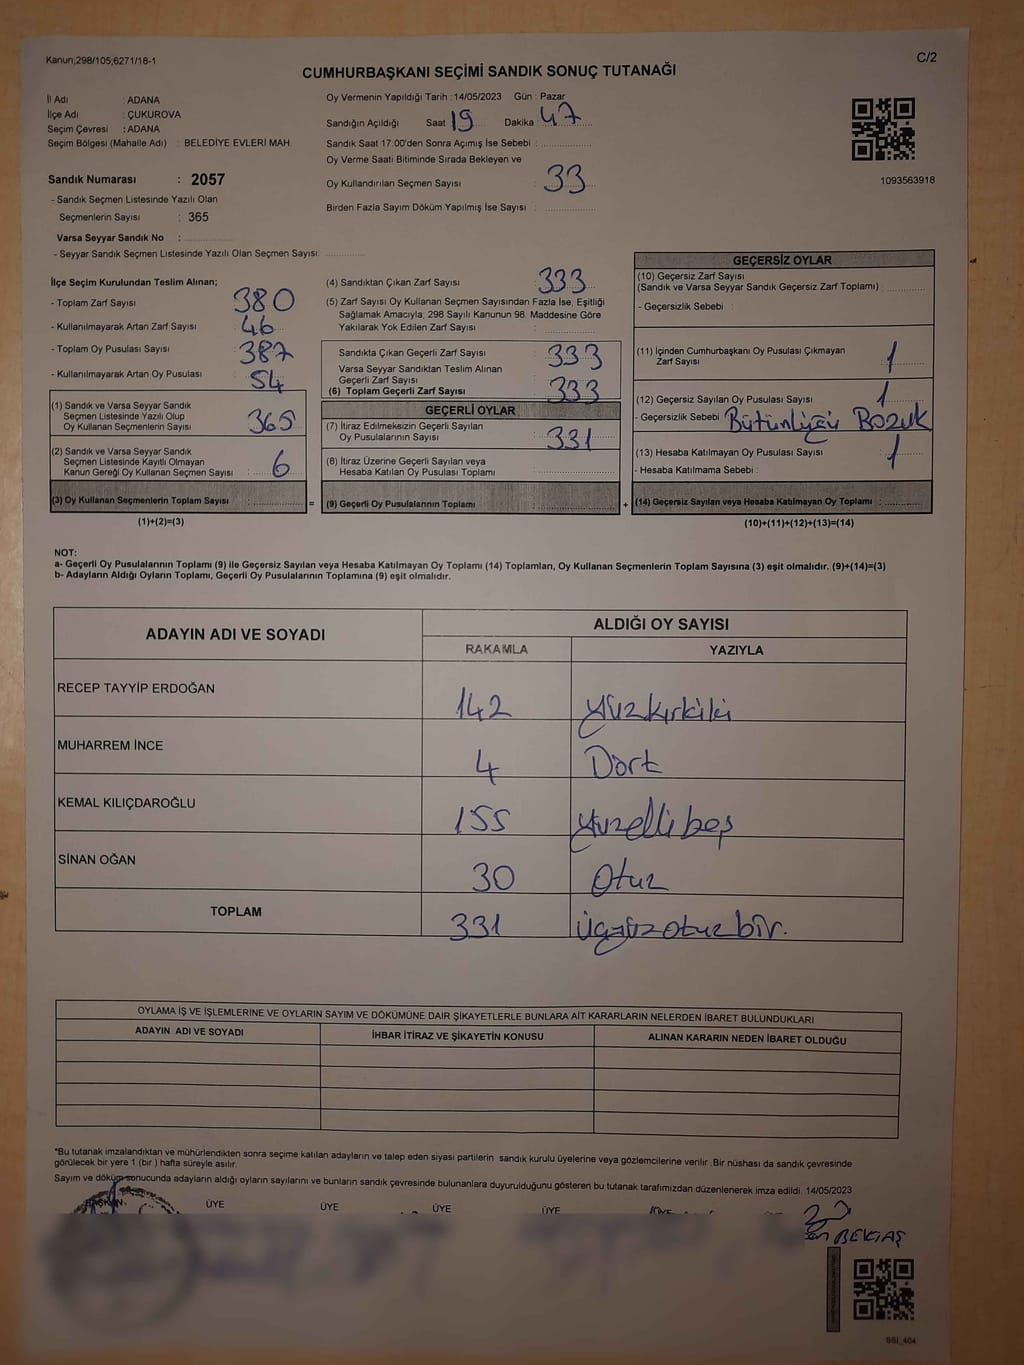 Kanun;298/105;6271/18-1
C/2
CUMHURBAŞKANI SEÇİMİ SANDIK SONUÇ TUTANAĞI
İl Adı : ADANA
İlçe Adı : ÇUKUROVA
Seçim Çevresi : ADANA
Seçim Bölgesi (Mahalle Adı) : BELEDİYE EVLERİ MAH.
Sandık Numarası : 2057
- Sandık Seçmen Listesinde Yazılı Olan
Seçmenlerin Sayısı : 365
Varsa Seyyar Sandık No :
- Seyyar Sandık Seçmen Listesinde Yazılı Olan Seçmen Sayısı:
Oy Vermenin Yapıldığı Tarih :14/05/2023 Gün : Pazar
Sandığın Açıldığı Saat 19 Dakika 47
Sandık Saat 17.00'den Sonra Açımış İse Sebebi :
Oy Verme Saati Bitiminde Sırada Bekleyen ve
Oy Kullandırılan Seçmen Sayısı : 33
Birden Fazla Sayım Döküm Yapılmış İse Sayısı :
1093563918
İlçe Seçim Kurulundan Teslim Alınan;
- Toplam Zarf Sayısı : 380
- Kullanılmayarak Artan Zarf Sayısı : 46
- Toplam Oy Pusulası Sayısı : 387
- Kullanılmayarak Artan Oy Pusulası : 54
(1) Sandık ve Varsa Seyyar Sandık
Seçmen Listesinde Yazılı Olup
Oy Kullanan Seçmenlerin Sayısı : 365
(2) Sandık ve Varsa Seyyar Sandık
Seçmen Listesinde Kayıtlı Olmayan
Kanun Gereği Oy Kullanan Seçmen Sayısı : 6
(3) Oy Kullanan Seçmenlerin Toplam Sayısı :
(1)+(2)=(3)
=
(4) Sandıktan Çıkan Zarf Sayısı : 333
(5) Zarf Sayısı Oy Kullanan Seçmen Sayısından Fazla İse, Eşitliği
Sağlamak Amacıyla; 298 Sayılı Kanunun 98. Maddesine Göre
Yakılarak Yok Edilen Zarf Sayısı :
Sandıkta Çıkan Geçerli Zarf Sayısı : 333
Varsa Seyyar Sandıktan Teslim Alınan
Geçerli Zarf Sayısı :
(6) Toplam Geçerli Zarf Sayısı : 333
GEÇERLİ OYLAR
(7) İtiraz Edilmeksizin Geçerli Sayılan
Oy Pusulalarının Sayısı : 331
(8) İtiraz Üzerine Geçerli Sayılan veya
Hesaba Katılan Oy Pusulası Toplamı :
(9) Geçerli Oy Pusulalarının Toplamı :
+
GEÇERSİZ OYLAR
(10) Geçersiz Zarf Sayısı
(Sandık ve Varsa Seyyar Sandık Geçersiz Zarf Toplamı) :
- Geçersizlik Sebebi :
(11) İçinden Cumhurbaşkanı Oy Pusulası Çıkmayan
Zarf Sayısı : 1
(12) Geçersiz Sayılan Oy Pusulası Sayısı : 1
- Geçersizlik Sebebi : Bütünlüğü Bozuk
(13) Hesaba Katılmayan Oy Pusulası Sayısı : 1
- Hesaba Katılmama Sebebi :
(14) Geçersiz Sayılan veya Hesaba Katılmayan Oy Toplamı :
(10)+(11)+(12)+(13)=(14)
NOT:
a- Geçerli Oy Pusulalarının Toplamı (9) ile Geçersiz Sayılan veya Hesaba Katılmayan Oy Toplamı (14) Toplamları, Oy Kullanan Seçmenlerin Toplam Sayısına (3) eşit olmalıdır. (9)+(14)=(3)
b- Adayların Aldığı Oyların Toplamı, Geçerli Oy Pusulalarının Toplamına (9) eşit olmalıdır.
ADAYIN ADI VE SOYADI
ALDIĞI OY SAYISI
RAKAMLA YAZIYLA
RECEP TAYYİP ERDOĞAN 142 yüzkırkiki
MUHARREM İNCE 4 Dört
KEMAL KILIÇDAROĞLU 155 yüzellibeş
SİNAN OĞAN 30 Otuz
TOPLAM 331 üçyüzotuzbir.
OYLAMA İŞ VE İŞLEMLERİNE VE OYLARIN SAYIM VE DÖKÜMÜNE DAİR ŞİKAYETLERLE BUNLARA AİT KARARLARIN NELERDEN İBARET BULUNDUKLARI
ADAYIN ADI VE SOYADI İHBAR İTİRAZ VE ŞİKAYETİN KONUSU ALINAN KARARIN NEDEN İBARET OLDUĞU
*Bu tutanak imzalandıktan ve mühürlendikten sonra seçime katılan adayların ve talep eden siyasi partilerin sandık kurulu üyelerine veya gözlemcilerine verilir .Bir nüshası da sandık çevresinde
görülecek bir yere 1 (bir ) hafta süreyle asılır.
Sayım ve döküm sonucunda adayların aldığı oyların sayılarını ve bunların sandık çevresinde bulunanlara duyurulduğunu gösteren bu tutanak tarafımızdan düzenlenerek imza edildi. 14/05/2023
BAŞKAN ÜYE ÜYE ÜYE ÜYE ÜYE ÜYE
BEKTAŞ
SSİ_404